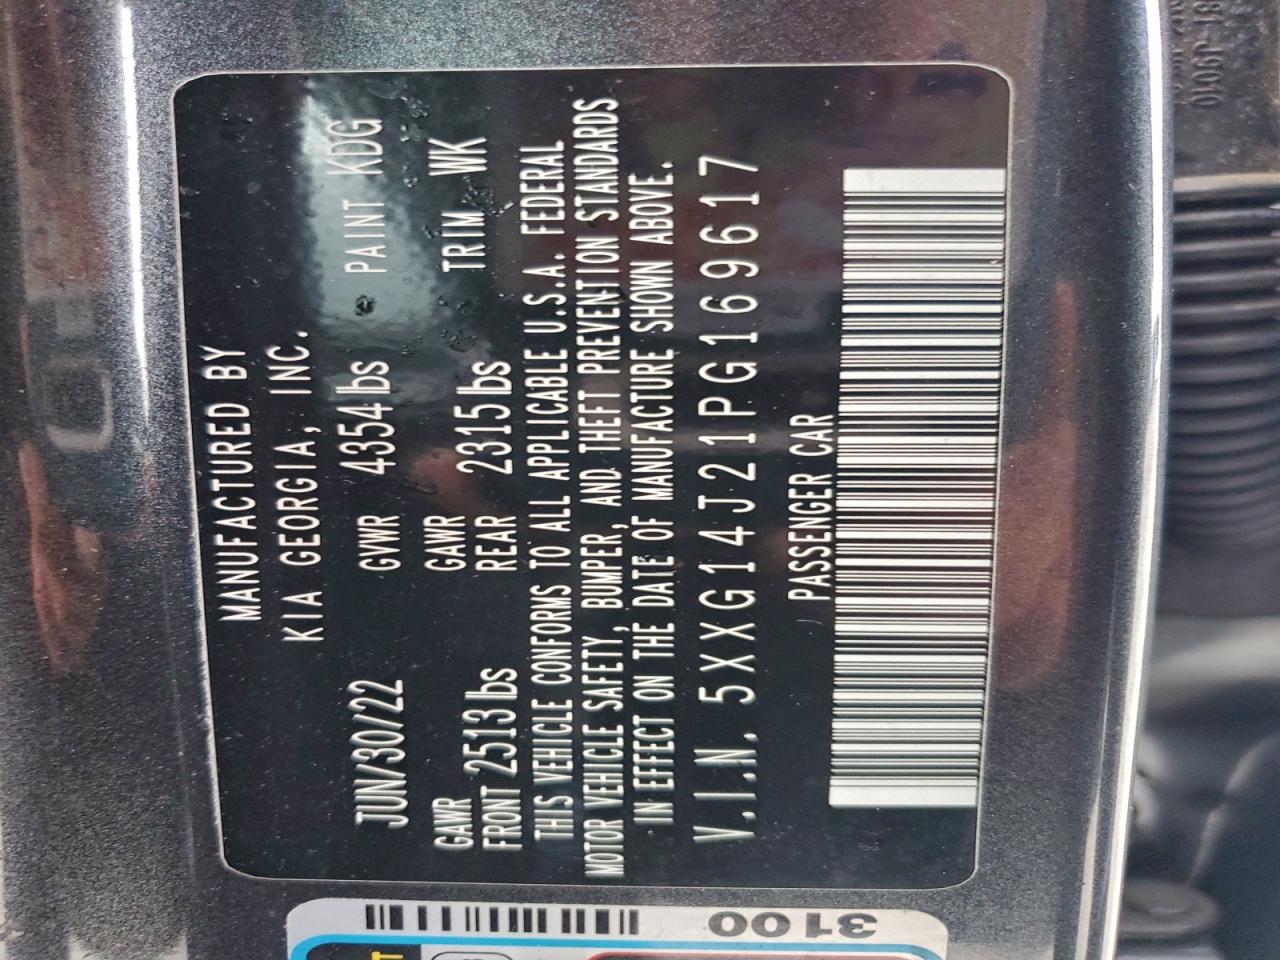 MANUFACTURED BY
KIA GEORGIA, INC.
JUN/30/22 GVWR 4354lbs PAINT KDG
GAWR FRONT 2513lbs GAWR REAR 2315lbs TRIM WK
THIS VEHICLE CONFORMS TO ALL APPLICABLE U.S.A. FEDERAL
MOTOR VEHICLE SAFETY, BUMPER, AND THEFT PREVENTION STANDARDS
IN EFFECT ON THE DATE OF MANUFACTURE SHOWN ABOVE.
V.I.N. 5XXG14J21PG169617
PASSENGER CAR
3100